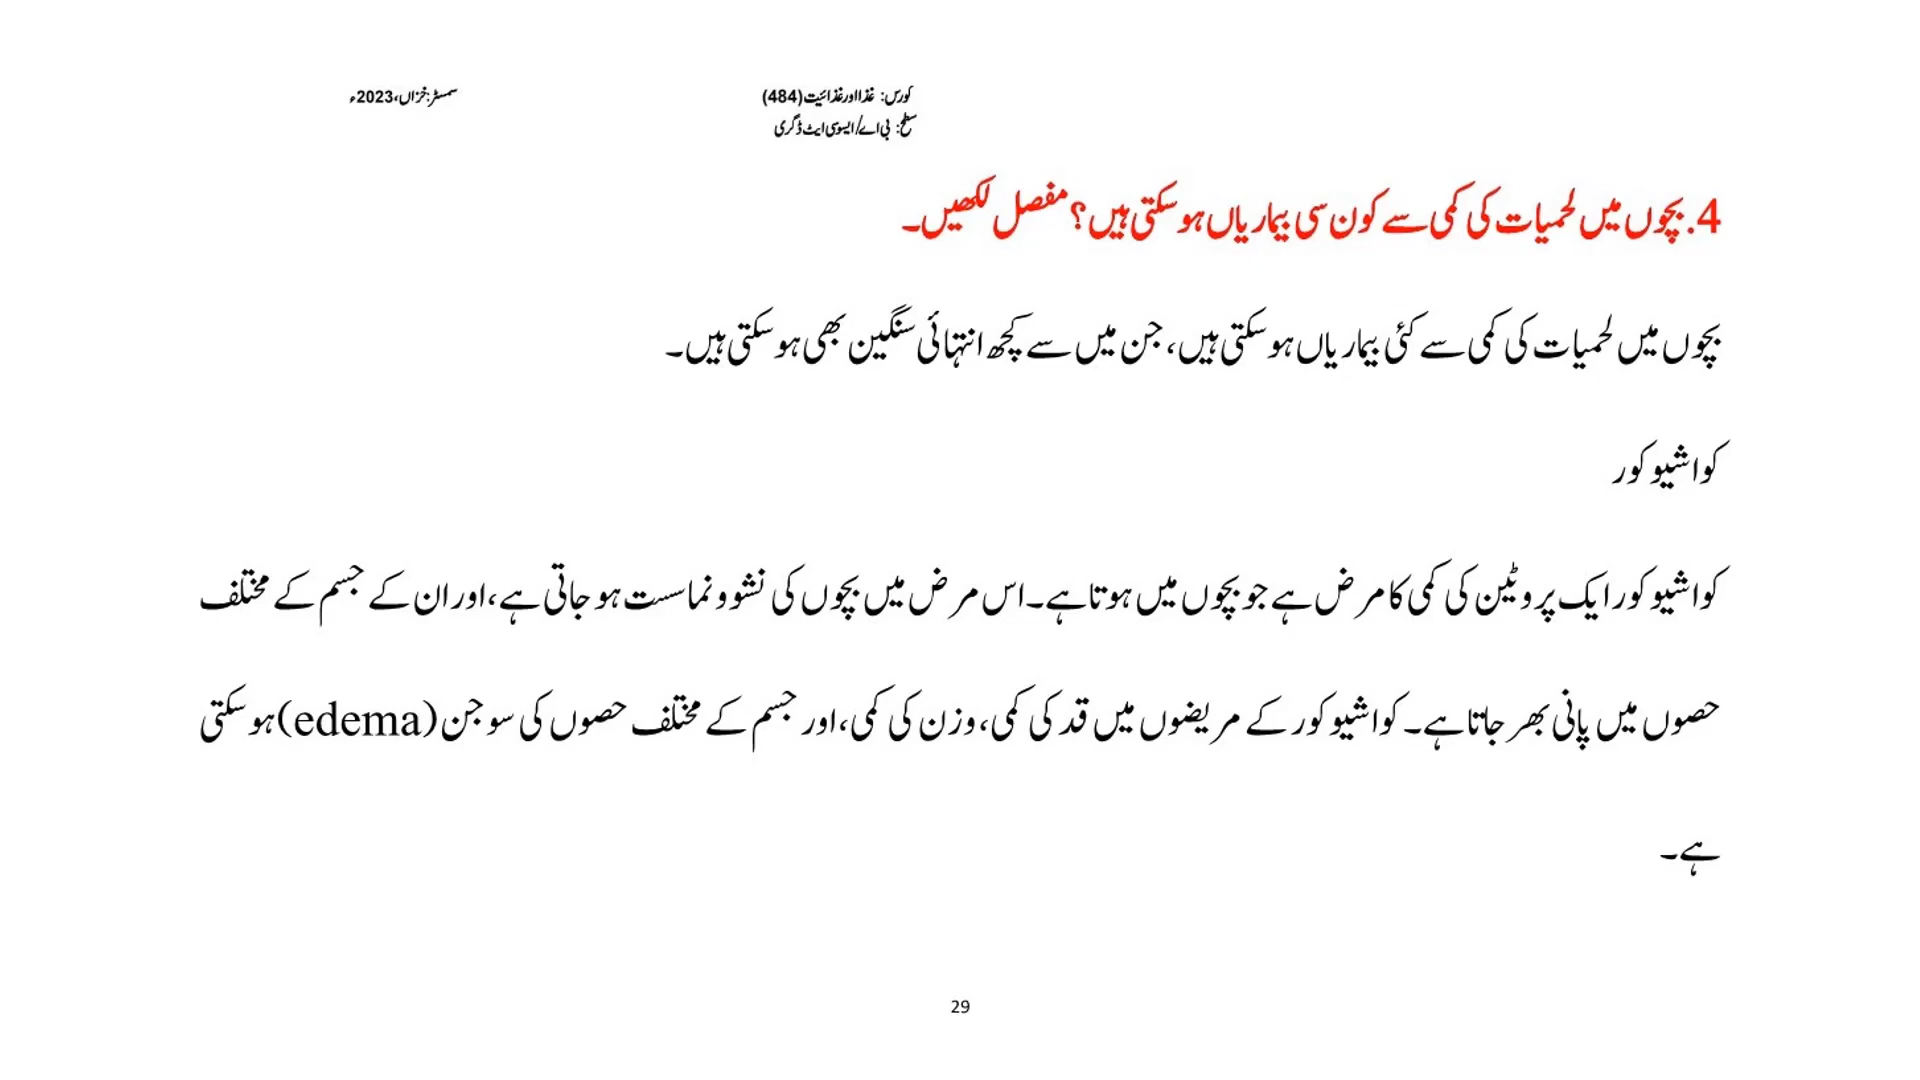 کورس: غذا اور غذائیت (484) سمسٹر: خزاں، 2023ء
سطح: بی اے/ ایسوسی ایٹ ڈگری
4. بچوں میں لحمیات کی کمی سے کون سی بیماریاں ہو سکتی ہیں؟ مفصل لکھیں۔
بچوں میں لحمیات کی کمی سے کئی بیماریاں ہو سکتی ہیں، جن میں سے کچھ انتہائی سنگین بھی ہو سکتی ہیں۔
کواشیو کور
کواشیو کور ایک پروٹین کی کمی کا مرض ہے جو بچوں میں ہوتا ہے۔ اس مرض میں بچوں کی نشوونما سست ہو جاتی ہے، اور ان کے جسم کے مختلف
حصوں میں پانی بھر جاتا ہے۔ کواشیو کور کے مریضوں میں قد کی کمی، وزن کی کمی، اور جسم کے مختلف حصوں کی سوجن (edema) ہو سکتی
ہے۔
29